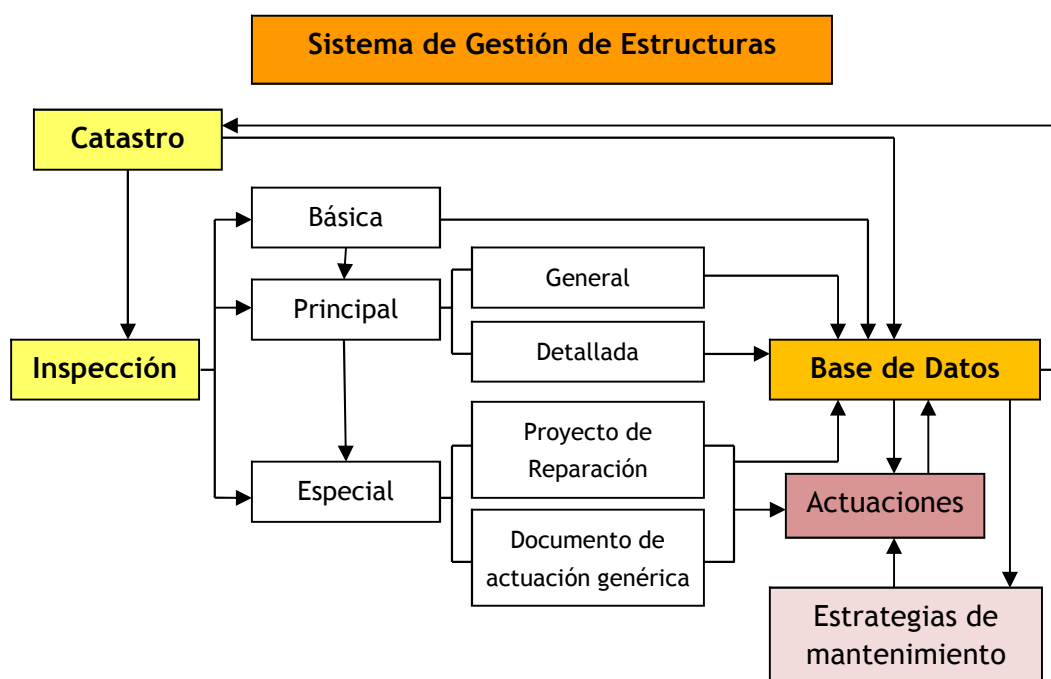 Sistema de Gestión de Estructuras
Catastro
Básica
General
Principal
Detallada
Inspección
Base de Datos
Proyecto de
Reparación
Especial
Actuaciones
Documento de
actuación genérica
Estrategias de
mantenimiento